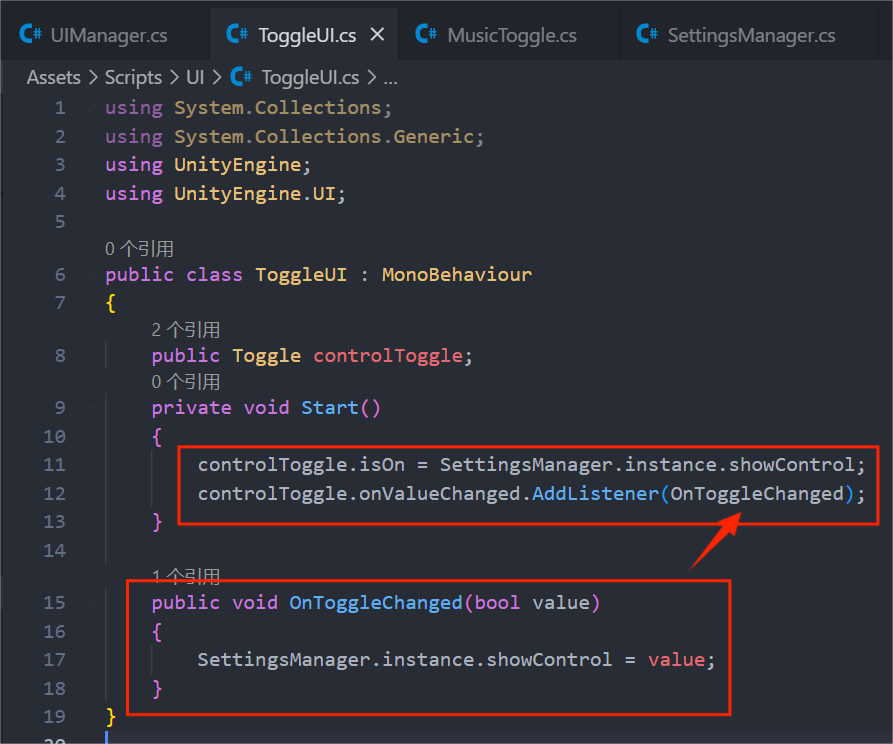 C# UIManager.cs C# ToggleUI.cs × C# MusicToggle.cs C# SettingsManager.cs
Assets > Scripts > UI > C# ToggleUI.cs > ...
1 using System.Collections;
2 using System.Collections.Generic;
3 using UnityEngine;
4 using UnityEngine.UI;
5
0 个引用
6 public class ToggleUI : MonoBehaviour
7 {
2 个引用
8 public Toggle controlToggle;
0 个引用
9 private void Start()
10 {
11 controlToggle.isOn = SettingsManager.instance.showControl;
12 controlToggle.onValueChanged.AddListener(OnToggleChanged);
13 }
14
1 个引用
15 public void OnToggleChanged(bool value)
16 {
17 SettingsManager.instance.showControl = value;
18 }
19 }
20